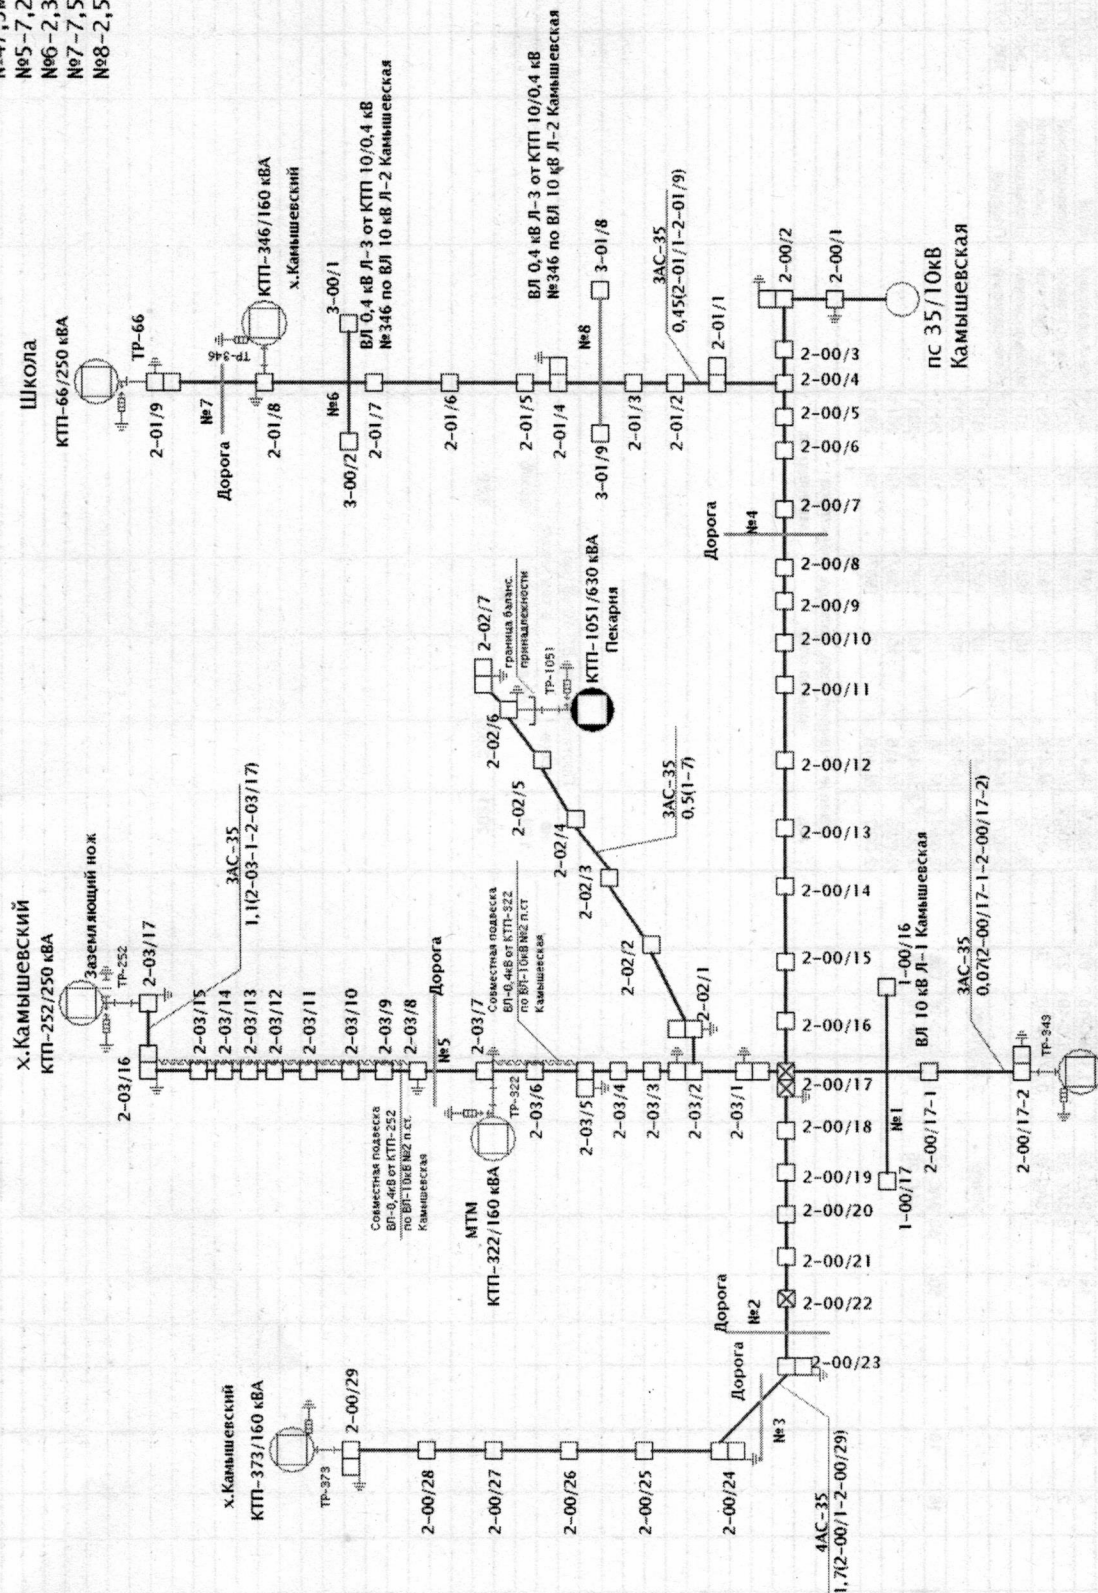 №5-7,2
№6-2,3
№7-7,5
№8-2,5
Школа
КТП-66/250 кВА
ТР-66
2-01/9
№7
Дорога
ТР-346
КТП-346/160 кВА
х.Камышевский
2-01/8
№6
3-00/1
3-00/2
ВЛ 0,4 кВ Л-3 от КТП 10/0,4 кВ
№346 по ВЛ 10 кВ Л-2 Камышевская
2-01/7
2-01/6
2-01/5
2-01/4
ВЛ 0,4 кВ Л-3 от КТП 10/0,4 кВ
№346 по ВЛ 10 кВ Л-2 Камышевская
№8
3-01/8
3-01/9
2-01/3
2-01/2
3АС-35
0,45(2-01/1-2-01/9)
2-01/1
2-00/2
2-00/1
пс 35/10кВ
Камышевская
2-00/3
2-00/4
2-00/5
2-00/6
2-00/7
Дорога
№4
2-00/8
2-00/9
2-00/10
2-00/11
2-00/12
2-00/13
2-00/14
2-00/15
2-00/16
2-00/17
2-00/18
2-00/19
2-00/20
2-00/21
2-00/22
Дорога
№2
2-00/23
Дорога
№3
2-00/24
2-00/25
2-00/26
2-00/27
2-00/28
2-00/29
х.Камышевский
КТП-373/160 кВА
ТР-373
4АС-35
1,7(2-00/1-2-00/29)
х.Камышевский
КТП-252/250 кВА
Заземляющий нож
ТР-252
2-03/17
2-03/16
3АС-35
1,1(2-03-1-2-03/17)
2-03/15
2-03/14
2-03/13
2-03/12
2-03/11
2-03/10
2-03/9
2-03/8
Совместная подвеска
ВЛ-0,4кВ от КТП-252
по ВЛ-10кВ №2 п.ст.
Камышевская
Дорога
№5
2-03/7
МТМ
КТП-322/160 кВА
ТР-322
Совместная подвеска
ВЛ-0,4кВ от КТП-322
по ВЛ-10кВ №2 п.ст
Камышевская
2-03/6
2-03/5
2-03/4
2-03/3
2-03/2
2-03/1
2-02/1
2-02/2
2-02/3
2-02/4
2-02/5
2-02/6
2-02/7
граница баланс.
принадлежности
ТР-1051
КТП-1051/630 кВА
Пекарня
3АС-35
0,5(1-7)
1-00/16
ВЛ 10 кВ Л-1 Камышевская
№1
1-00/17
2-00/17-1
3АС-35
0,07(2-00/17-1-2-00/17-2)
2-00/17-2
ТР-343